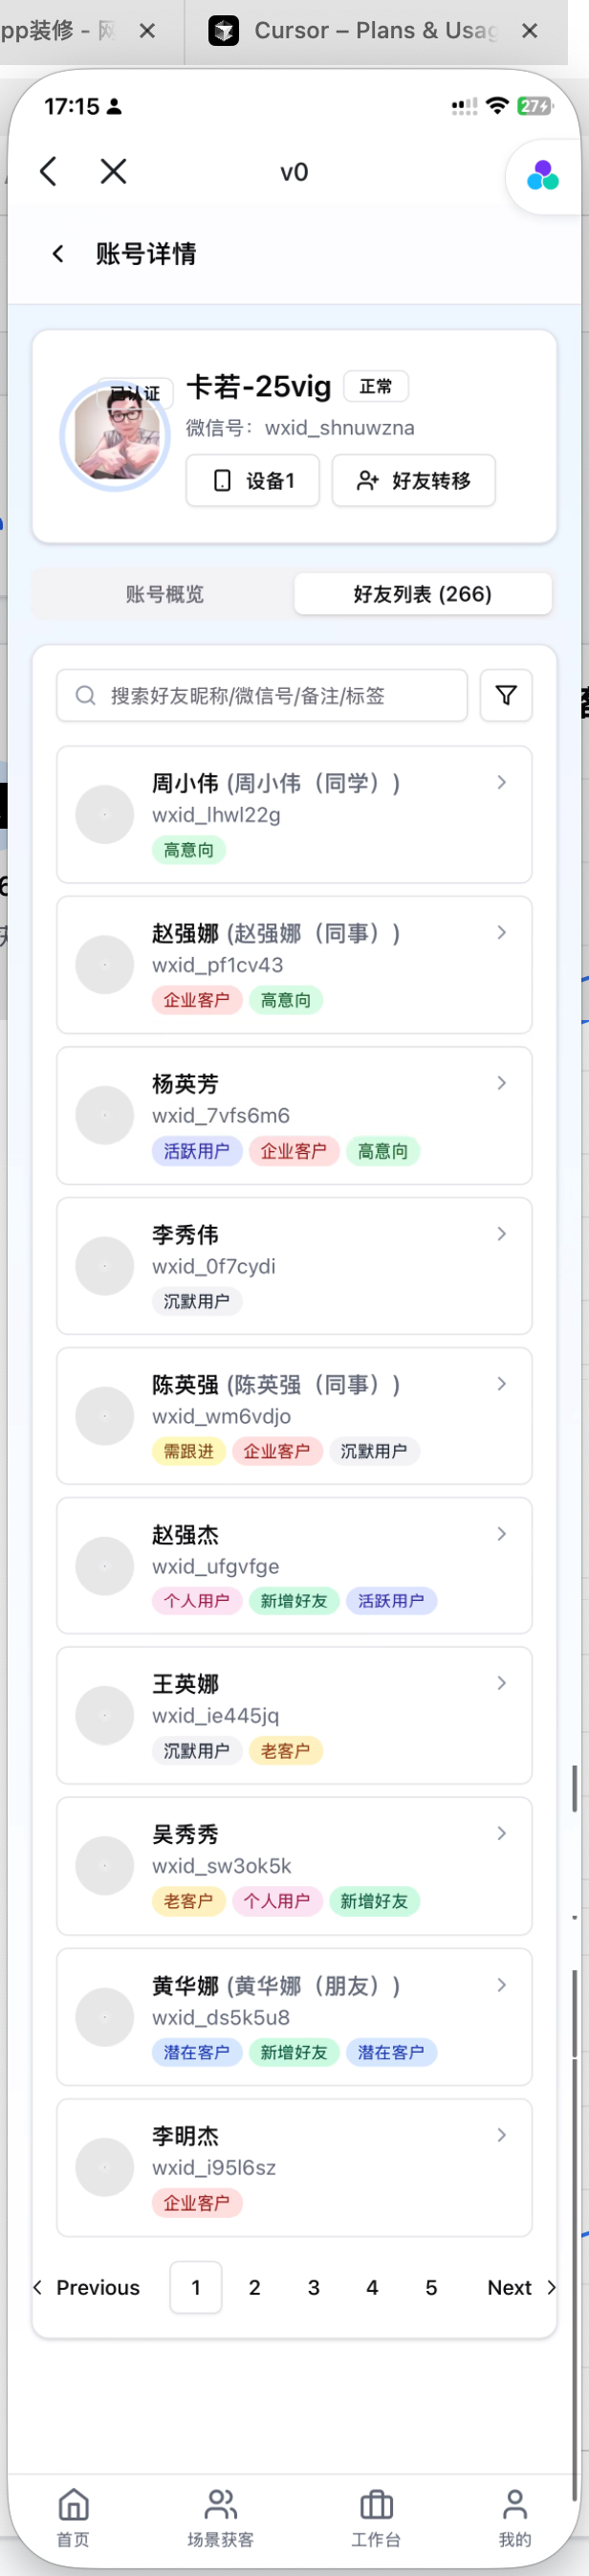 pp装修 - 网
Cursor – Plans & Usag
17:15
27
v0
账号详情
已认证
卡若-25vig
正常
微信号: wxid_shnuwzna
设备1
好友转移
账号概览
好友列表 (266)
搜索好友昵称/微信号/备注/标签
周小伟 (周小伟（同学）)
wxid_lhwl22g
高意向
赵强娜 (赵强娜（同事）)
wxid_pf1cv43
企业客户 高意向
杨英芳
wxid_7vfs6m6
活跃用户 企业客户 高意向
李秀伟
wxid_0f7cydi
沉默用户
陈英强 (陈英强（同事）)
wxid_wm6vdjo
需跟进 企业客户 沉默用户
赵强杰
wxid_ufgvfge
个人用户 新增好友 活跃用户
王英娜
wxid_ie445jq
沉默用户 老客户
吴秀秀
wxid_sw3ok5k
老客户 个人用户 新增好友
黄华娜 (黄华娜（朋友）)
wxid_ds5k5u8
潜在客户 新增好友 潜在客户
李明杰
wxid_i95l6sz
企业客户
Previous 1 2 3 4 5 Next
首页 场景获客 工作台 我的